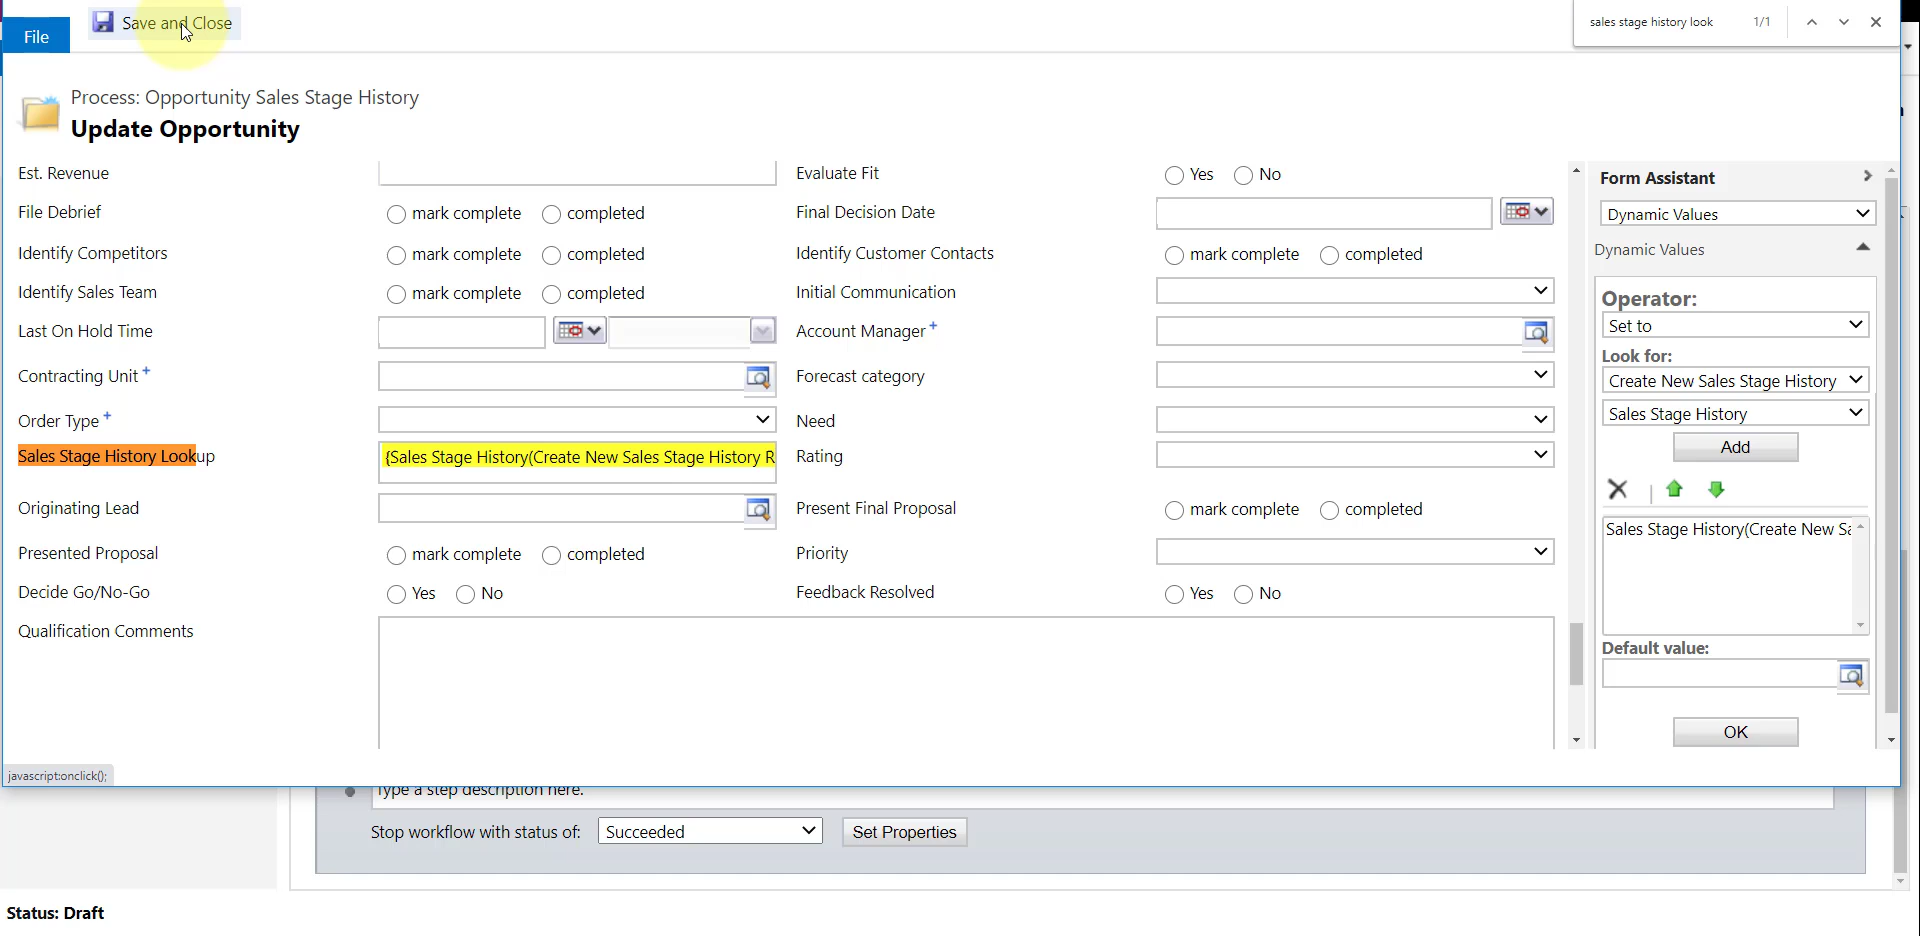 Save and Close
File
sales stage history look
1/1
Process: Opportunity Sales Stage History
Update Opportunity
Est. Revenue
Evaluate Fit
Yes
No
File Debrief
mark complete
completed
Final Decision Date
Identify Competitors
mark complete
completed
Identify Customer Contacts
mark complete
completed
Identify Sales Team
mark complete
completed
Initial Communication
Last On Hold Time
Account Manager+
Contracting Unit+
Forecast category
Order Type+
Need
Sales Stage History Lookup
{Sales Stage History(Create New Sales Stage History R
Rating
Originating Lead
Present Final Proposal
mark complete
completed
Presented Proposal
mark complete
completed
Priority
Decide Go/No-Go
Yes
No
Feedback Resolved
Yes
No
Qualification Comments
Form Assistant
Dynamic Values
Dynamic Values
Operator:
Set to
Look for:
Create New Sales Stage History
Sales Stage History
Add
Sales Stage History(Create New Sa
Default value:
OK
javascript:onclick();
Type a step description here.
Stop workflow with status of:
Succeeded
Set Properties
Status: Draft